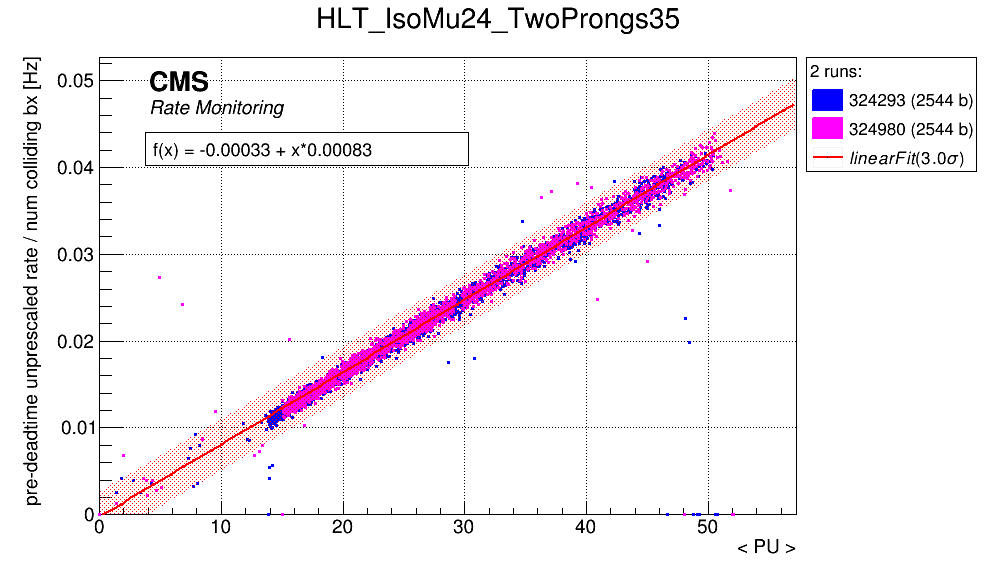 HLT_IsoMu24_TwoProngs35
pre-deadtime unprescaled rate / num colliding bx [Hz]
CMS
Rate Monitoring
f(x) = -0.00033 + x*0.00083
0.05
0.04
0.03
0.02
0.01
0
0 10 20 30 40 50
< PU >
2 runs:
324293 (2544 b)
324980 (2544 b)
linearFit(3.0σ)